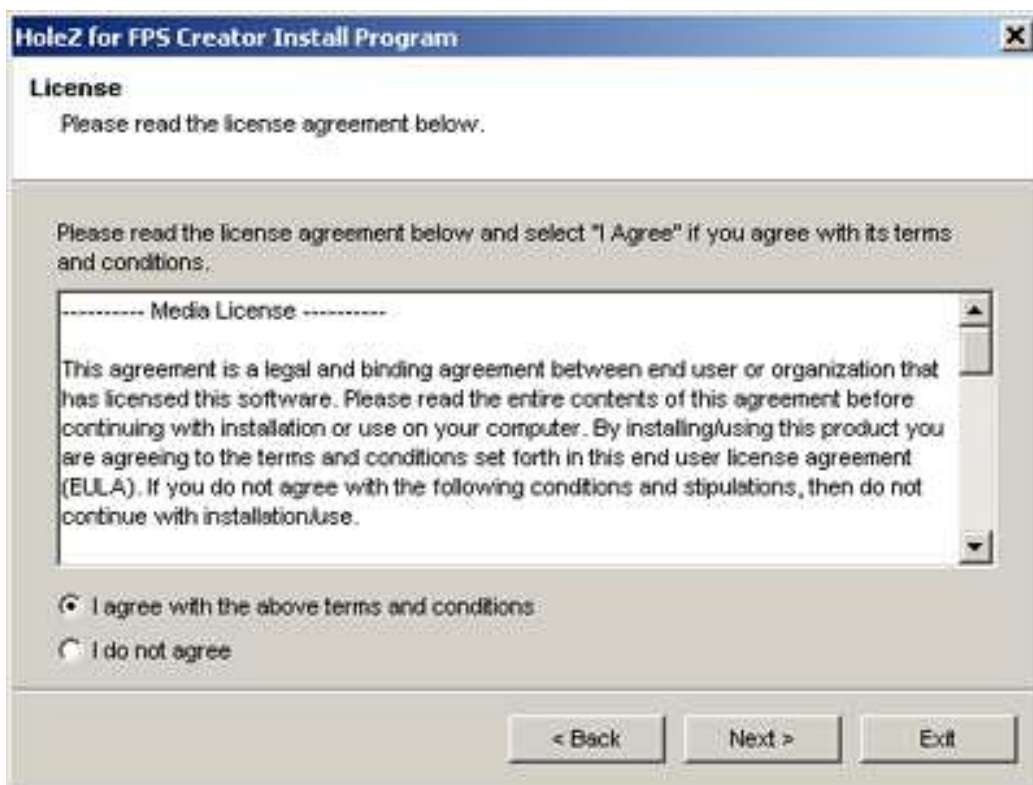 HoleZ for FPS Creator Install Program
License
Please read the license agreement below.
Please read the license agreement below and select "I Agree" if you agree with its terms
and conditions.
---------- Media License ----------
This agreement is a legal and binding agreement between end user or organization that
has licensed this software. Please read the entire contents of this agreement before
continuing with installation or use on your computer. By installing/using this product you
are agreeing to the terms and conditions set forth in this end user license agreement
(EULA). If you do not agree with the following conditions and stipulations, then do not
continue with installation/use.
I agree with the above terms and conditions
I do not agree
< Back
Next >
Exit